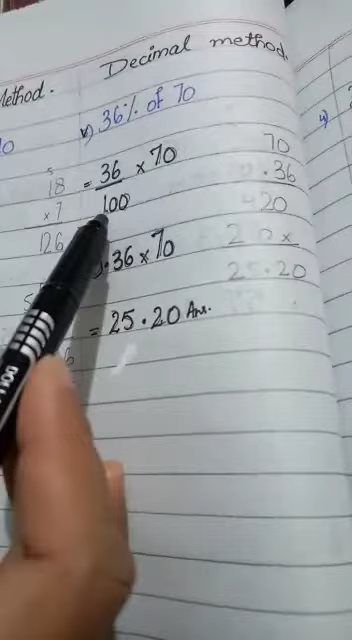 Method.
Decimal method.
v) 36% of 70
= 36/100 × 70
.36 × 70
= 25.20 Ans.
18
× 7
126
70
.36
420
25.20